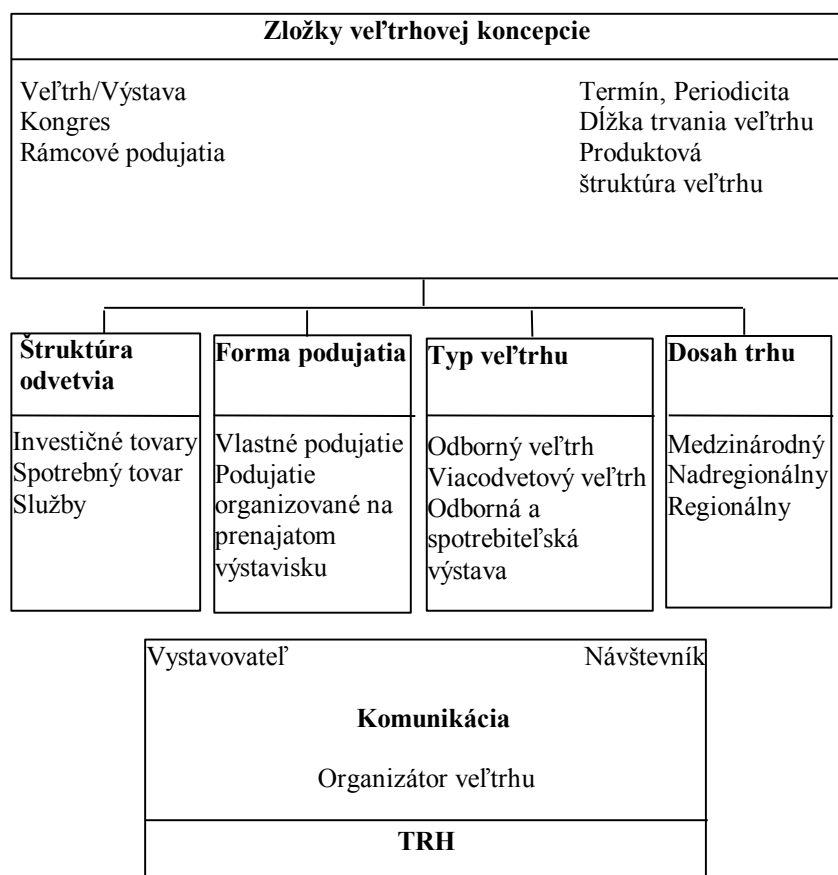 Zložky veľtrhovej koncepcie
Veľtrh/Výstava
Kongres
Rámcové podujatia
Termín, Periodicita
Dĺžka trvania veľtrhu
Produktová
štruktúra veľtrhu
Štruktúra
odvetvia
Investičné tovary
Spotrebný tovar
Služby
Forma podujatia
Vlastné podujatie
Podujatie
organizované na
prenajatom
výstavisku
Typ veľtrhu
Odborný veľtrh
Viacodvetový veľtrh
Odborná a
spotrebiteľská
výstava
Dosah trhu
Medzinárodný
Nadregionálny
Regionálny
Vystavovateľ
Návštevník
Komunikácia
Organizátor veľtrhu
TRH